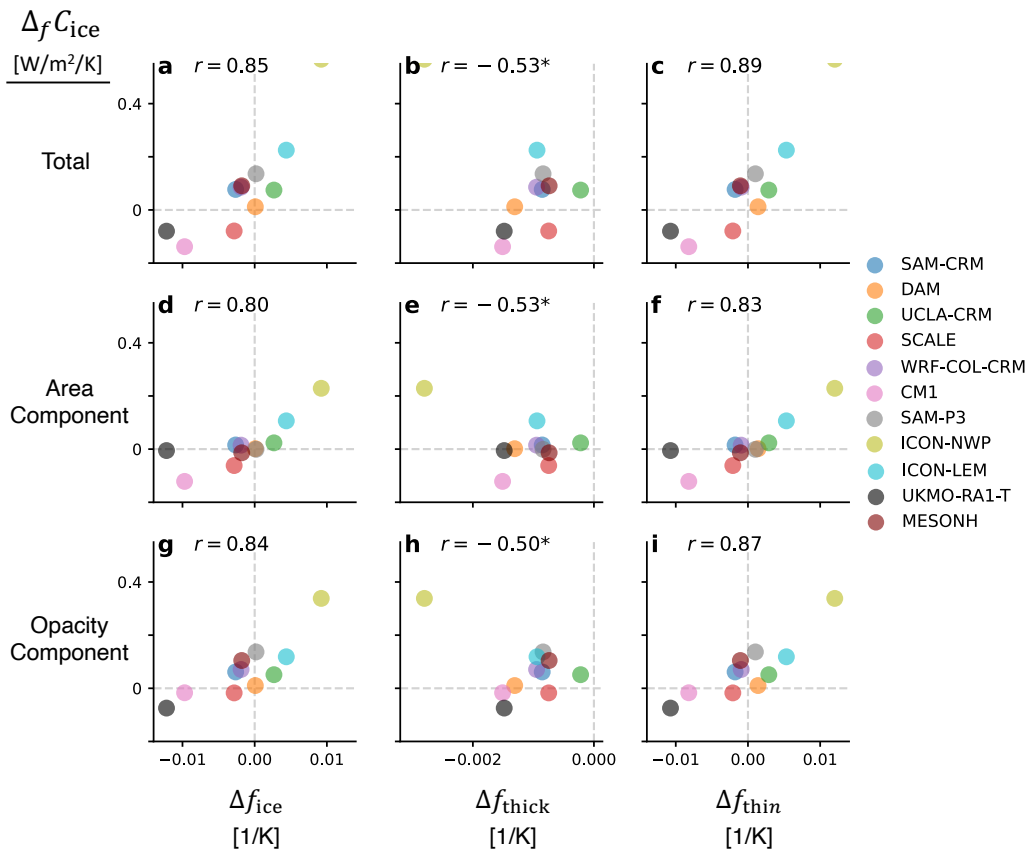 Δ_f C_ice
[W/m²/K]
a r = 0.85
b r = − 0.53*
c r = 0.89
0.4
Total
0
SAM-CRM
DAM
UCLA-CRM
SCALE
WRF-COL-CRM
CM1
SAM-P3
ICON-NWP
ICON-LEM
UKMO-RA1-T
MESONH
d r = 0.80
e r = − 0.53*
f r = 0.83
0.4
Area
Component
0
g r = 0.84
h r = − 0.50*
i r = 0.87
0.4
Opacity
Component
0
−0.01 0.00 0.01
−0.002 0.000
−0.01 0.00 0.01
Δf_ice
Δf_thick
Δf_thin
[1/K]
[1/K]
[1/K]